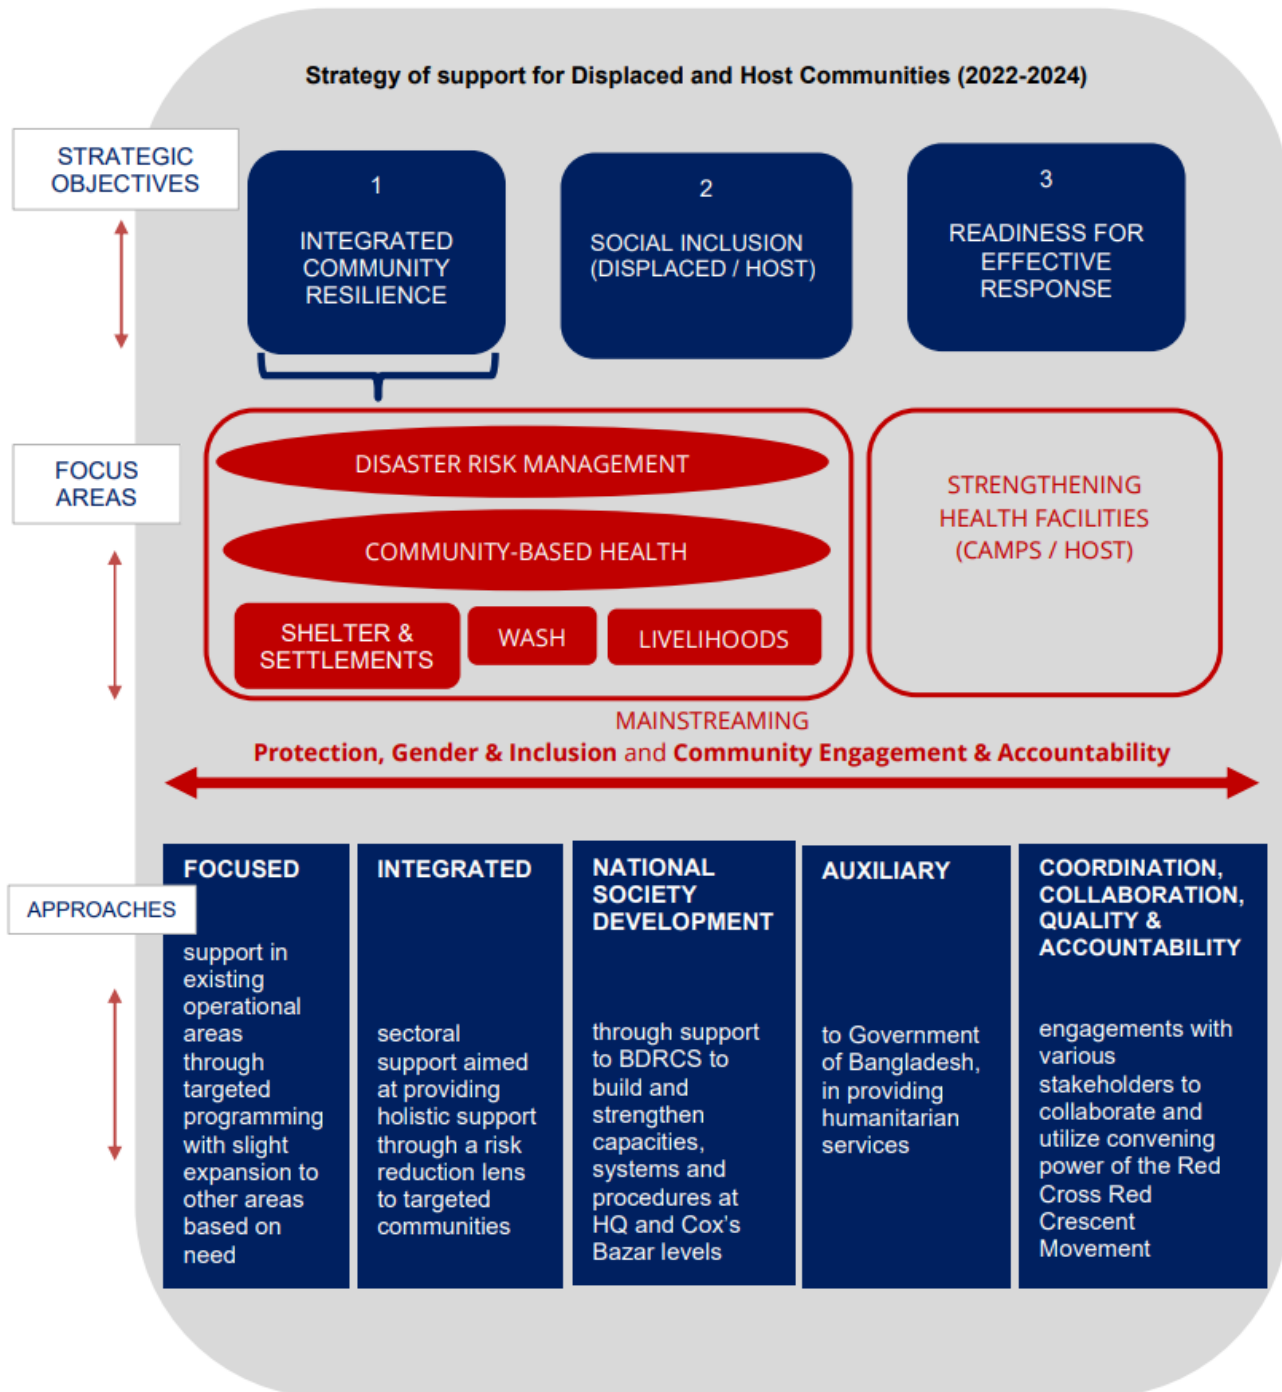 Strategy of support for Displaced and Host Communities (2022-2024)
STRATEGIC
OBJECTIVES
1
INTEGRATED
COMMUNITY
RESILIENCE
2
SOCIAL INCLUSION
(DISPLACED / HOST)
3
READINESS FOR
EFFECTIVE
RESPONSE
FOCUS
AREAS
DISASTER RISK MANAGEMENT
COMMUNITY-BASED HEALTH
SHELTER &
SETTLEMENTS
WASH
LIVELIHOODS
STRENGTHENING
HEALTH FACILITIES
(CAMPS / HOST)
MAINSTREAMING
Protection, Gender & Inclusion and Community Engagement & Accountability
APPROACHES
FOCUSED
support in
existing
operational
areas
through
targeted
programming
with slight
expansion to
other areas
based on
need
INTEGRATED
sectoral
support aimed
at providing
holistic support
through a risk
reduction lens
to targeted
communities
NATIONAL
SOCIETY
DEVELOPMENT
through support
to BDRCS to
build and
strengthen
capacities,
systems and
procedures at
HQ and Cox's
Bazar levels
AUXILIARY
to Government
of Bangladesh,
in providing
humanitarian
services
COORDINATION,
COLLABORATION,
QUALITY &
ACCOUNTABILITY
engagements with
various
stakeholders to
collaborate and
utilize convening
power of the Red
Cross Red
Crescent
Movement